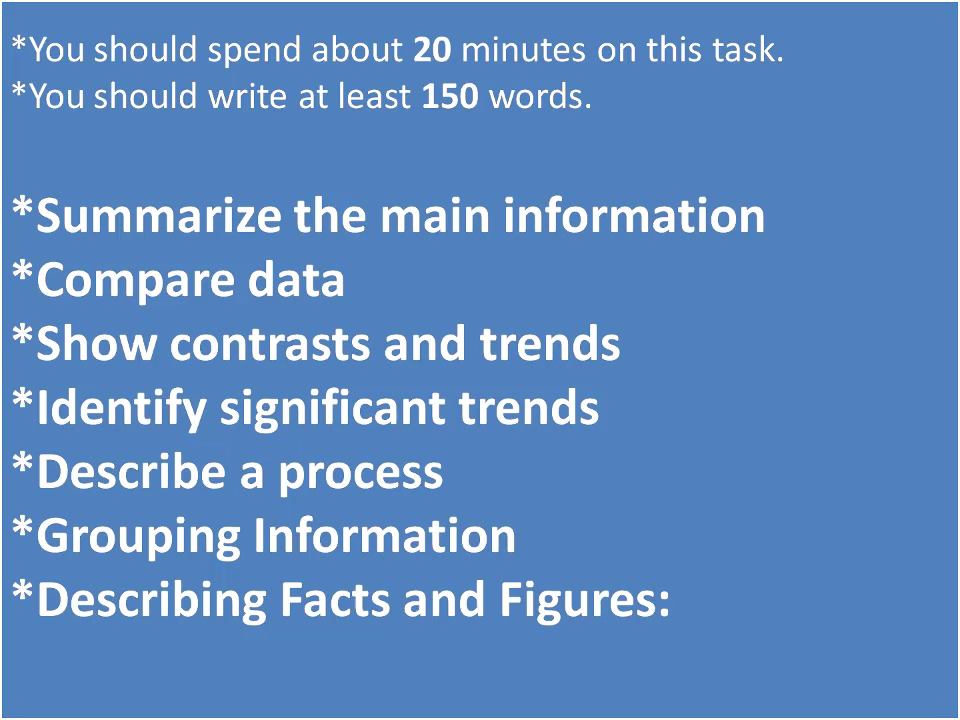 *You should spend about 20 minutes on this task.
*You should write at least 150 words.
*Summarize the main information
*Compare data
*Show contrasts and trends
*Identify significant trends
*Describe a process
*Grouping Information
*Describing Facts and Figures: